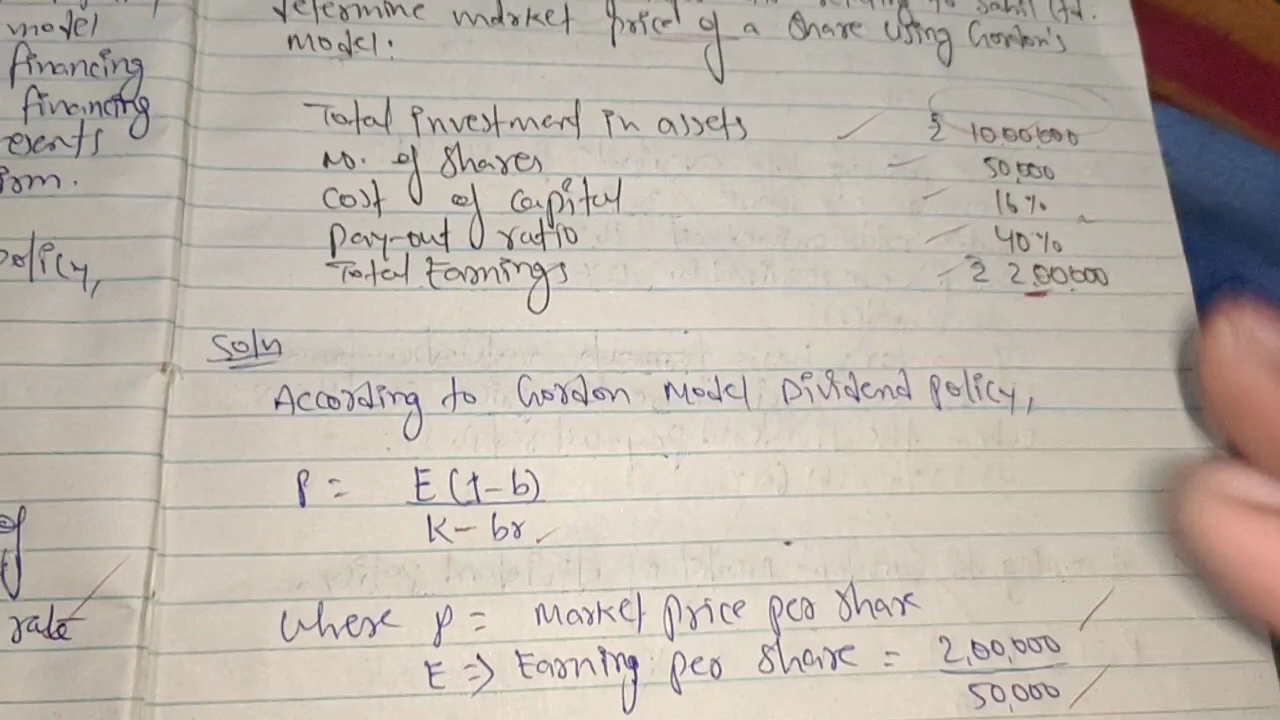 model
financing
financing
rm.
policy,
of
rate
Determine market price of a share using Gordon's
model:
Total investment in assets ₹ 10,00,000
No. of shares 50,000
Cost of capital 16%
Pay-out ratio 40%
Total Earnings ₹ 2,00,000
Soln
According to Gordon Model Dividend policy,
P = E(1-b)
K - br
where p = Market price per share
E => Earning per share = 2,00,000
50,000